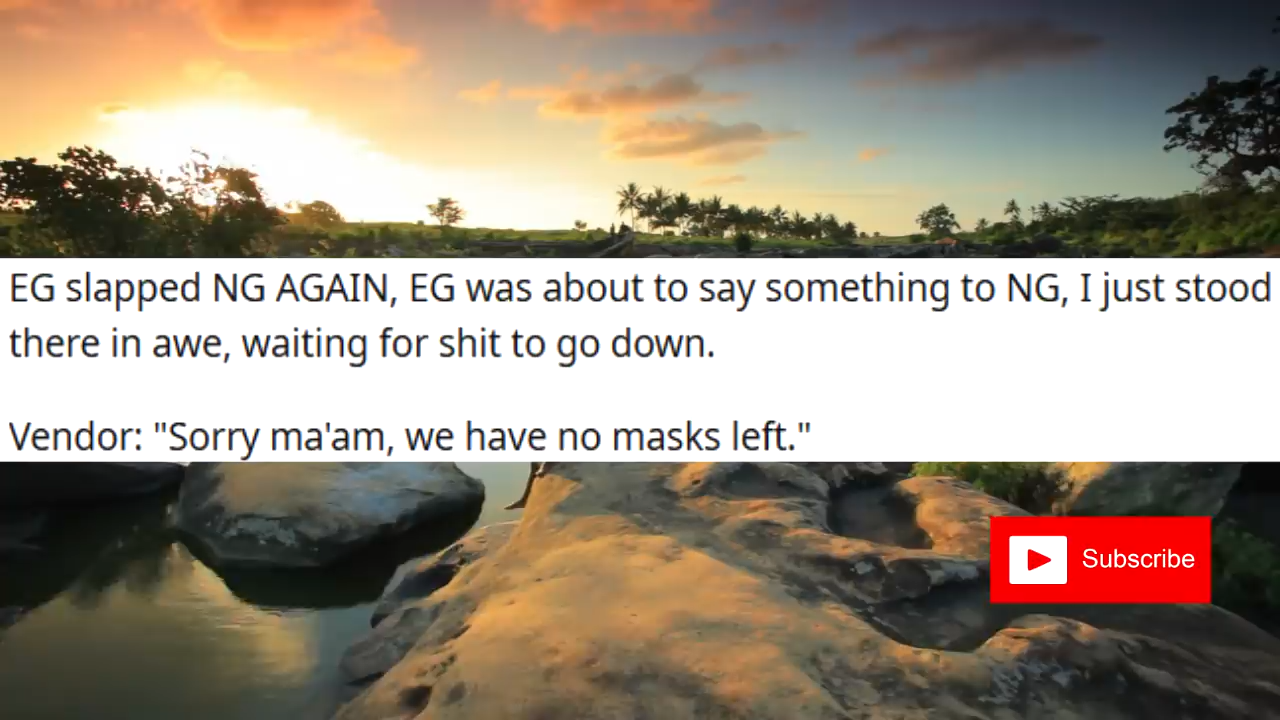 EG slapped NG AGAIN, EG was about to say something to NG, I just stood
there in awe, waiting for shit to go down.
Vendor: "Sorry ma'am, we have no masks left."
Subscribe